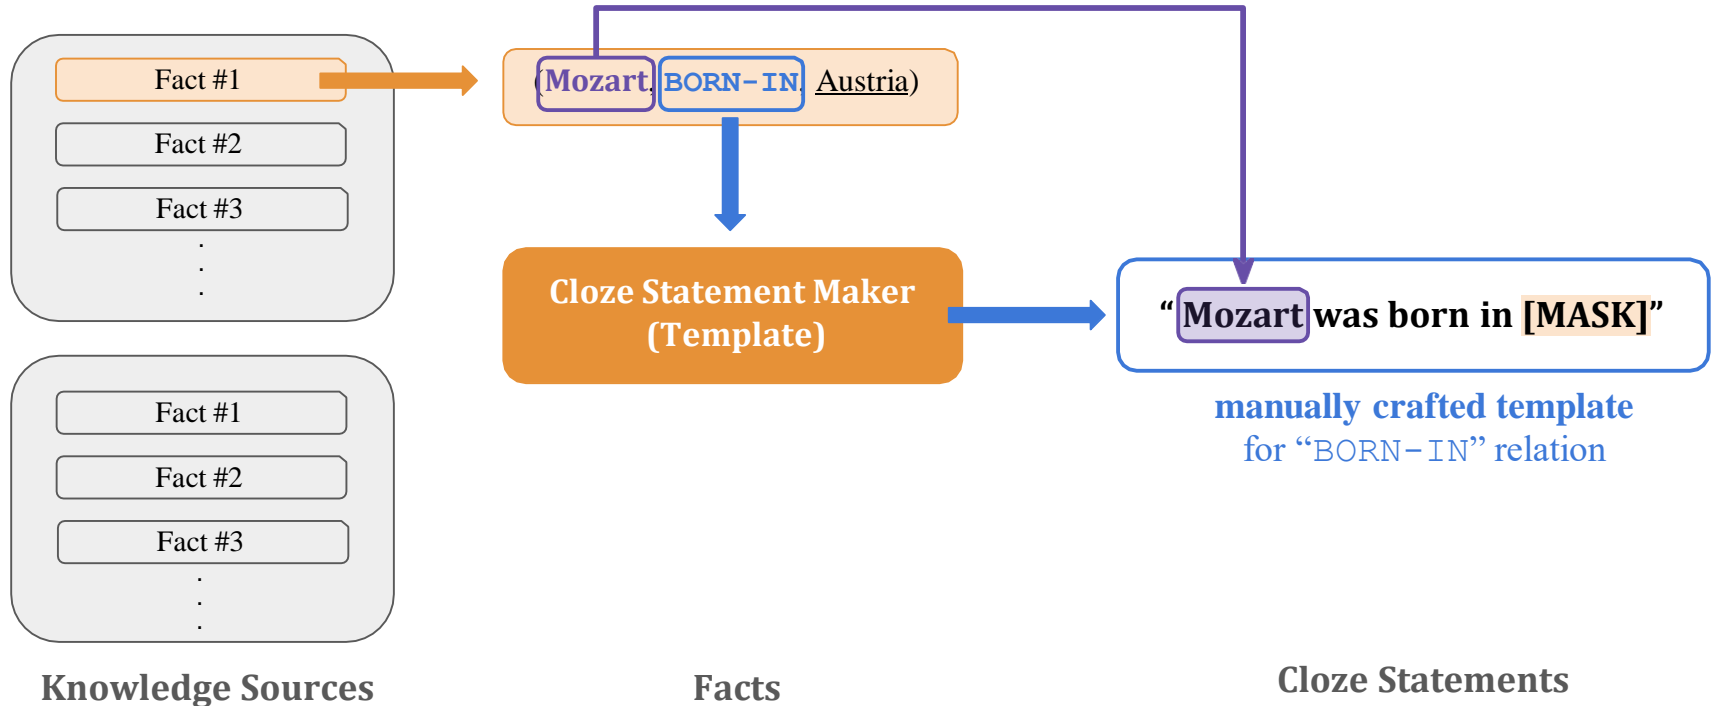 Fact #1
Fact #2
Fact #3
.
.
.
Fact #1
Fact #2
Fact #3
.
.
.
Knowledge Sources
(Mozart, BORN-IN, Austria)
Cloze Statement Maker
(Template)
Facts
“Mozart was born in [MASK]”
manually crafted template
for “BORN-IN” relation
Cloze Statements